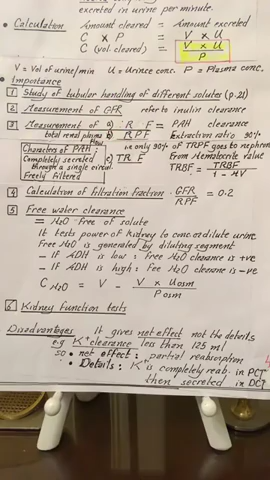 excreted in urine per minute.
• Calculation Amount cleared = Amount excreted
C x P = V x U
C (vol. cleared) = V x U / P
V = Vol of urine/min U = Urince conc. P = Plasma conc.
• Importance
1 Study of tubular handling of different solutes (p.21)
2 Measurement of GFR refer to inulin clearance
3 Measurement of a) R F = PAH clearance
total renal plasma flow b) RPF Extraction ratio 90%
Characters of PAH: ie only 90% of TRPF goes to nephron
Completely secreted through a single circul. c) TRF From Hematocrite value
Freely filtered TRBF = TRBF / 1 - HV
4 Calculation of filtration fraction. GFR / RPF = 0.2
5 Free water clearance
= H2O free of solute
It tests power of Kidney to conc & dilute urine
Free H2O is generated by diluting segment
- If ADH is low: Free H2O clearance is +ve
- If ADH is high: Fee H2O clearance is -ve
C H2O = V - V x Uosm / Posm
6 Kidney function tests
Disadvantages It gives net effect not the details
e.g K+ clearance less than 125 ml
so • net effect: partial reabsorption
• Details: K+ is completely reab. in PCT
then secreted in DCT